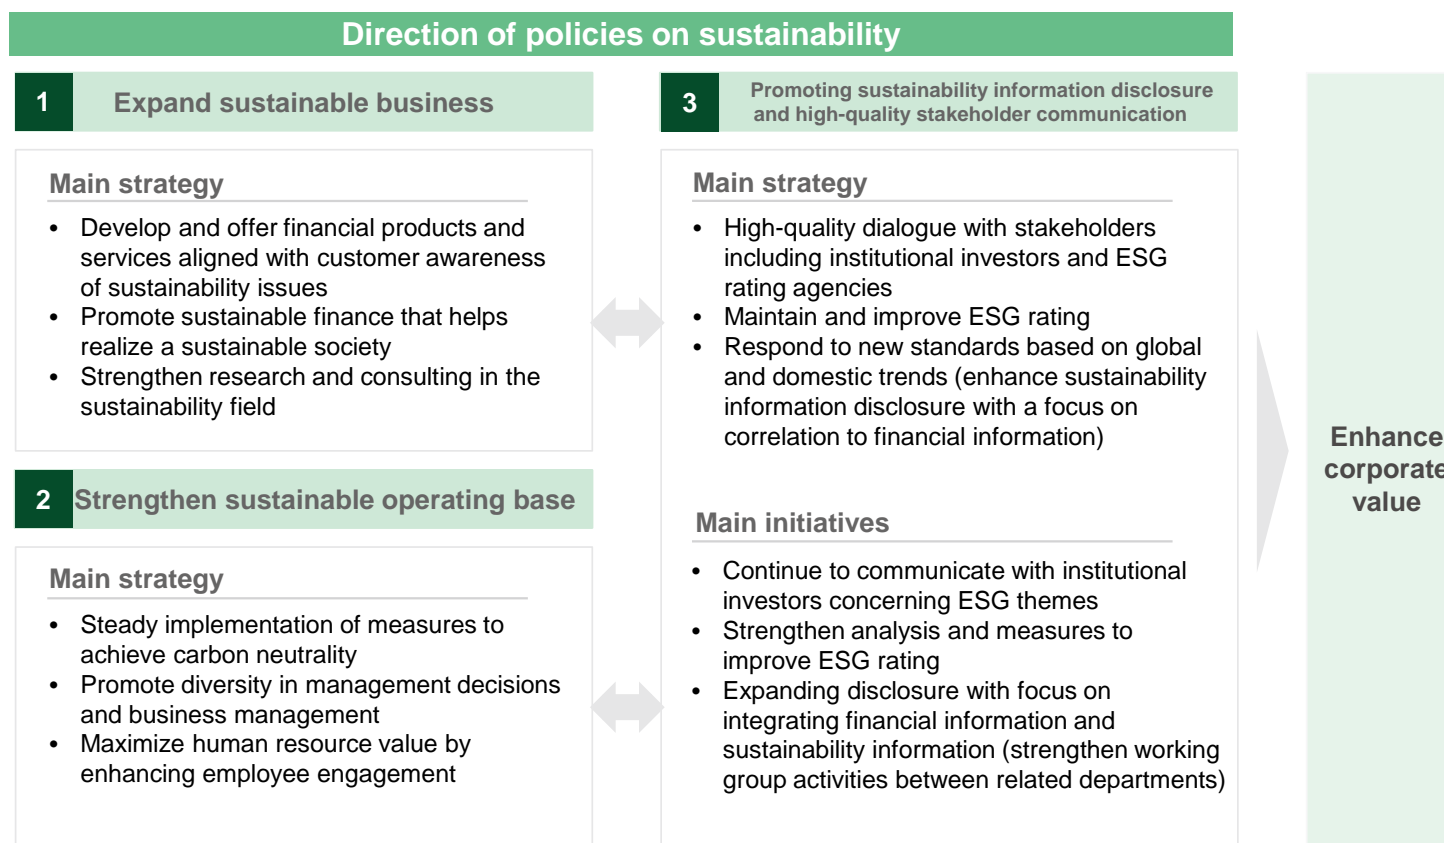 Direction of policies on sustainability
1 Expand sustainable business
Main strategy
• Develop and offer financial products and
services aligned with customer awareness
of sustainability issues
• Promote sustainable finance that helps
realize a sustainable society
• Strengthen research and consulting in the
sustainability field
2 Strengthen sustainable operating base
Main strategy
• Steady implementation of measures to
achieve carbon neutrality
• Promote diversity in management decisions
and business management
• Maximize human resource value by
enhancing employee engagement
3 Promoting sustainability information disclosure
and high-quality stakeholder communication
Main strategy
• High-quality dialogue with stakeholders
including institutional investors and ESG
rating agencies
• Maintain and improve ESG rating
• Respond to new standards based on global
and domestic trends (enhance sustainability
information disclosure with a focus on
correlation to financial information)
Main initiatives
• Continue to communicate with institutional
investors concerning ESG themes
• Strengthen analysis and measures to
improve ESG rating
• Expanding disclosure with focus on
integrating financial information and
sustainability information (strengthen working
group activities between related departments)
Enhance
corporate
value